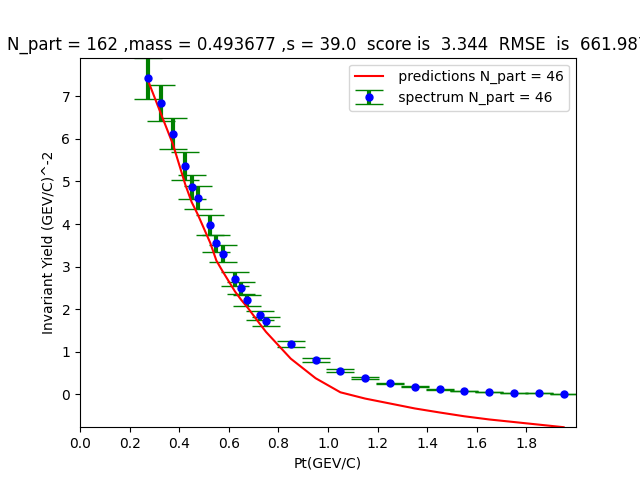 N_part = 162 ,mass = 0.493677 ,s = 39.0  score is  3.344  RMSE  is  661.987
predictions N_part = 46
spectrum N_part = 46
Invariant Yield (GEV/C)^-2
7
6
5
4
3
2
1
0
0.0 0.2 0.4 0.6 0.8 1.0 1.2 1.4 1.6 1.8
Pt(GEV/C)